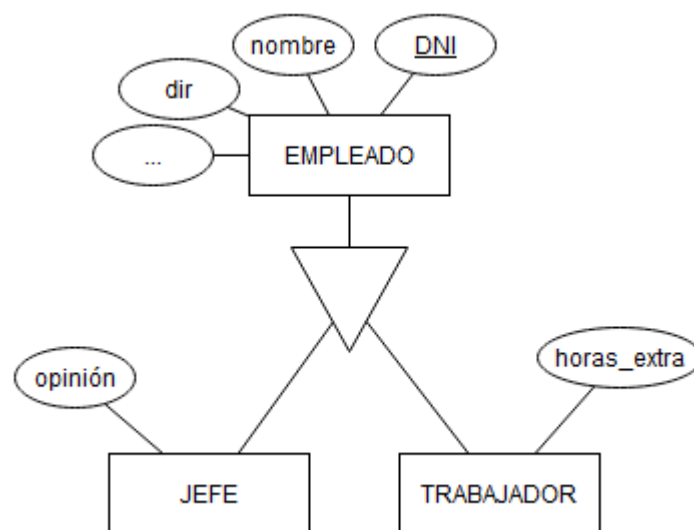 nombre
DNI
dir
...
EMPLEADO
opinión
horas_extra
JEFE
TRABAJADOR